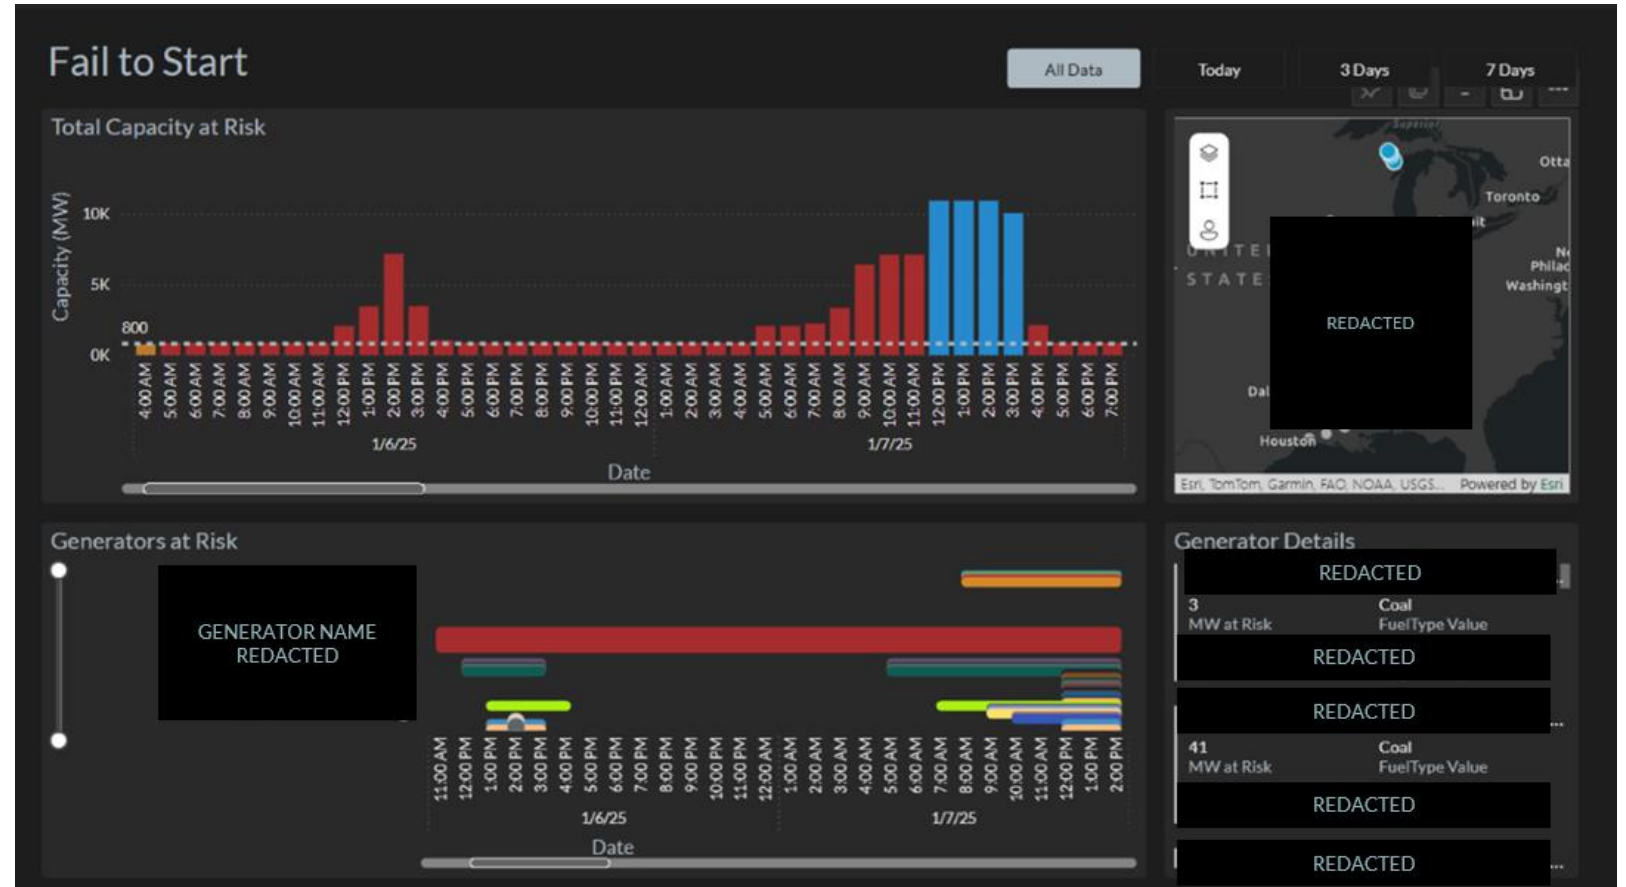 Fail to Start
All Data
Today
3 Days
7 Days
Total Capacity at Risk
Capacity (MW)
10K
5K
0K
800
4:00 AM
5:00 AM
6:00 AM
7:00 AM
8:00 AM
9:00 AM
10:00 AM
11:00 AM
12:00 PM
1:00 PM
2:00 PM
3:00 PM
4:00 PM
5:00 PM
6:00 PM
7:00 PM
8:00 PM
9:00 PM
10:00 PM
11:00 PM
12:00 AM
1:00 AM
2:00 AM
3:00 AM
4:00 AM
5:00 AM
6:00 AM
7:00 AM
8:00 AM
9:00 AM
10:00 AM
11:00 AM
12:00 PM
1:00 PM
2:00 PM
3:00 PM
4:00 PM
5:00 PM
6:00 PM
7:00 PM
1/6/25
1/7/25
Date
Superior
Otta
Toronto
it
UNITE
STATE
Philad
Washingt
REDACTED
Dal
Houston
Esri, TomTom, Garmin, FAO, NOAA, USGS...
Powered by Esri
Generators at Risk
GENERATOR NAME
REDACTED
11:00 AM
12:00 PM
1:00 PM
2:00 PM
3:00 PM
4:00 PM
5:00 PM
6:00 PM
7:00 PM
8:00 PM
9:00 PM
10:00 PM
11:00 PM
12:00 AM
1:00 AM
2:00 AM
3:00 AM
4:00 AM
5:00 AM
6:00 AM
7:00 AM
8:00 AM
9:00 AM
10:00 AM
11:00 AM
12:00 PM
1:00 PM
2:00 PM
1/6/25
1/7/25
Date
Generator Details
REDACTED
...
3
Coal
MW at Risk
FuelType Value
REDACTED
REDACTED
...
41
Coal
MW at Risk
FuelType Value
REDACTED
REDACTED
...